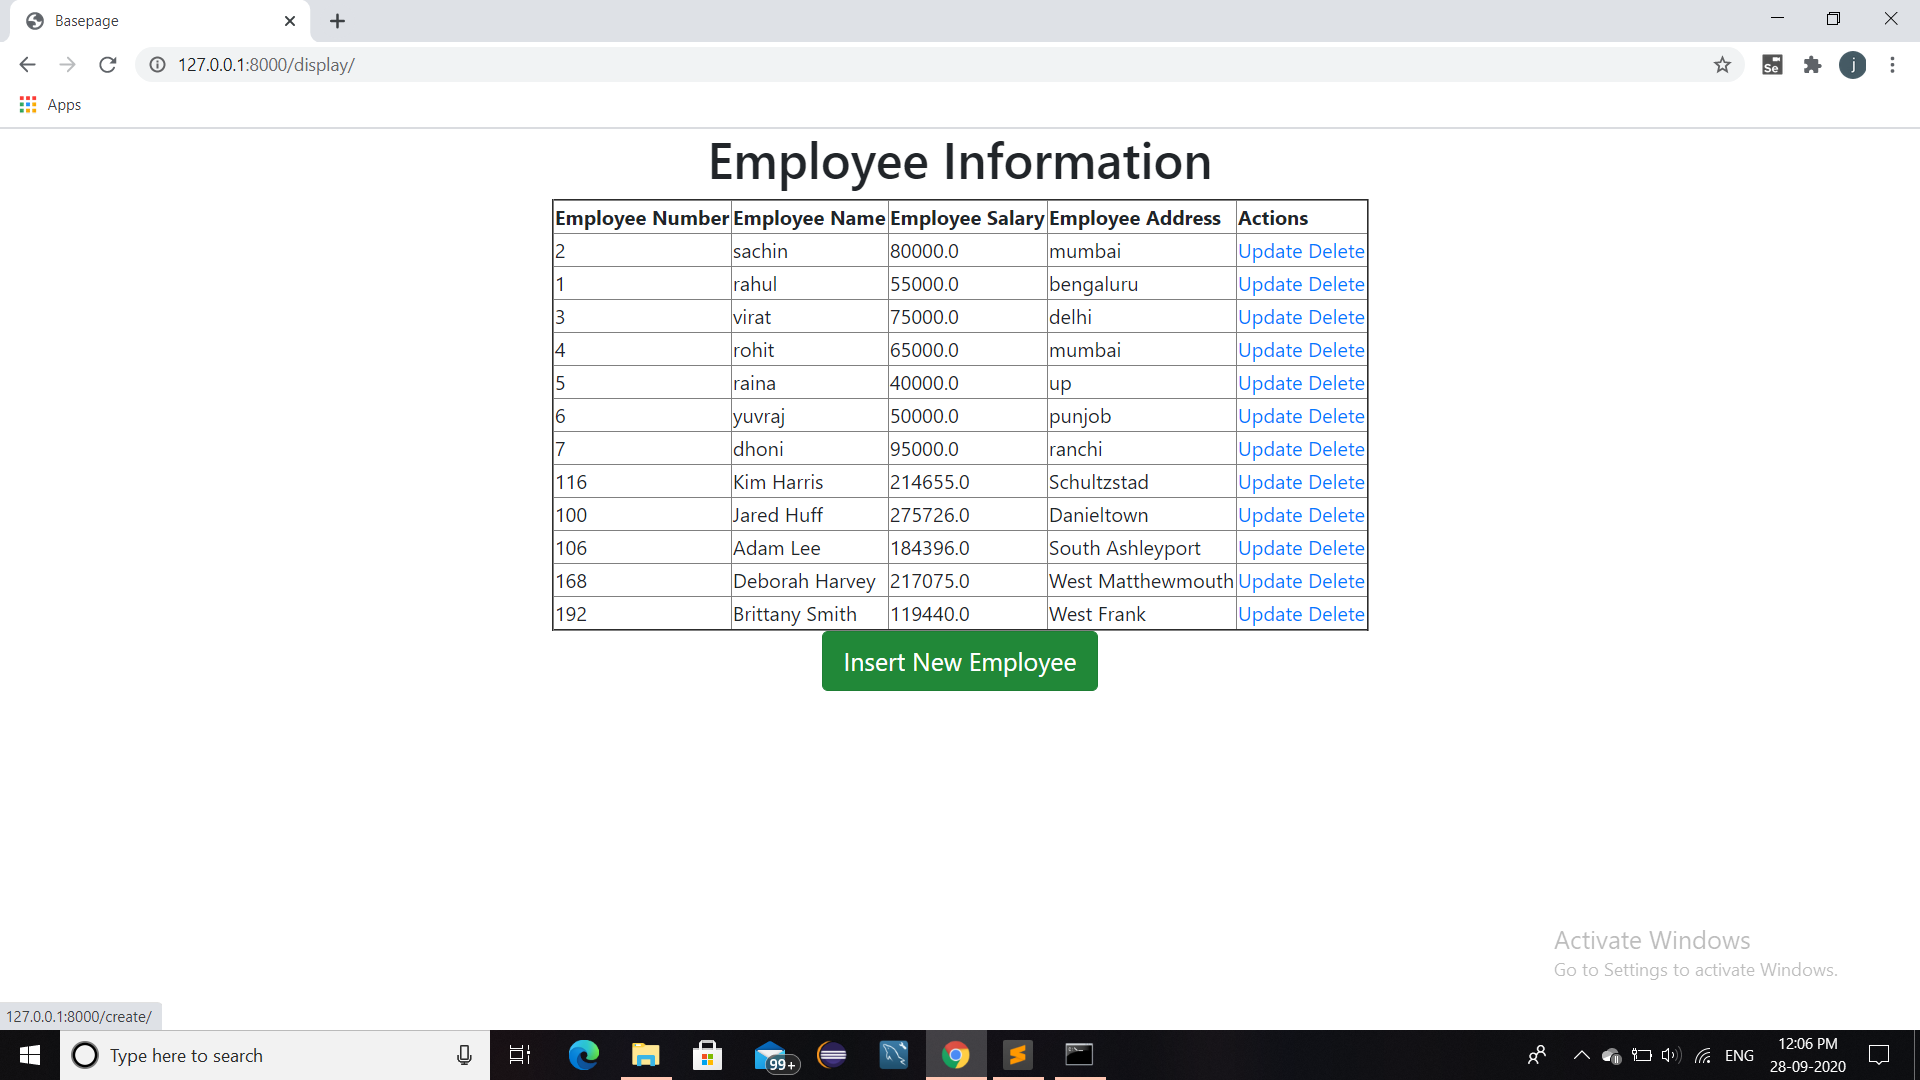 Basepage
127.0.0.1:8000/display/
Se
j
Apps
Employee Information
Employee Number Employee Name Employee Salary Employee Address Actions
2 sachin 80000.0 mumbai Update Delete
1 rahul 55000.0 bengaluru Update Delete
3 virat 75000.0 delhi Update Delete
4 rohit 65000.0 mumbai Update Delete
5 raina 40000.0 up Update Delete
6 yuvraj 50000.0 punjob Update Delete
7 dhoni 95000.0 ranchi Update Delete
116 Kim Harris 214655.0 Schultzstad Update Delete
100 Jared Huff 275726.0 Danieltown Update Delete
106 Adam Lee 184396.0 South Ashleyport Update Delete
168 Deborah Harvey 217075.0 West Matthewmouth Update Delete
192 Brittany Smith 119440.0 West Frank Update Delete
Insert New Employee
Activate Windows
Go to Settings to activate Windows.
127.0.0.1:8000/create/
Type here to search
99+
ENG
12:06 PM
28-09-2020